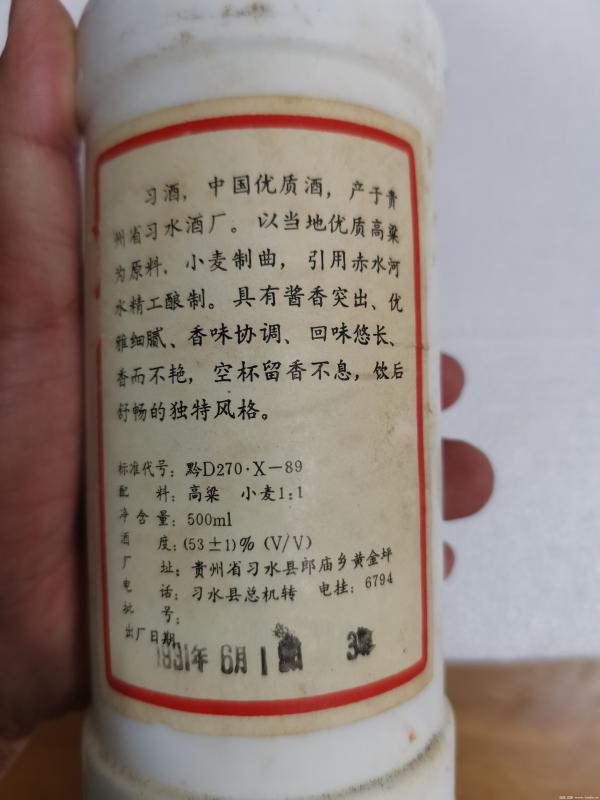 习酒,中国优质酒,产于贵
州省习水酒厂。以当地优质高粱
为原料,小麦制曲,引用赤水河
水精工酿制。具有酱香突出、优
雅细腻、香味协调、回味悠长、
香而不艳,空杯留香不息,饮后
舒畅的独特风格。
标准代号:黔D270·X—89
配料:高粱 小麦1:1
净含量:500ml
酒度:(53±1)%(V/V)
厂址:贵州省习水县郎庙乡黄金坪
电话:习水县总机转 电挂:6794
批号:
出厂日期
1991年 6月 1